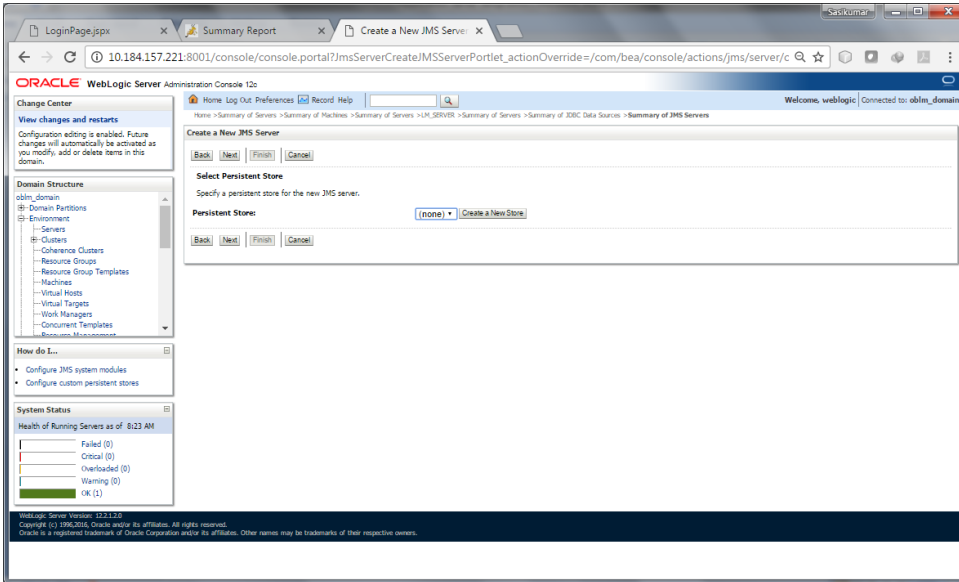 Sasikumar
LoginPage.jspx
Summary Report
Create a New JMS Server
10.184.157.221:8001/console/console.portal?JmsServerCreateJMSServerPortlet_actionOverride=/com/bea/console/actions/jms/server/c
ORACLE WebLogic Server Administration Console 12c
Home Log Out Preferences Record Help
Welcome, weblogic Connected to: oblm_domain
Home >Summary of Servers >Summary of Machines >Summary of Servers >LM_SERVER >Summary of Servers >Summary of JDBC Data Sources >Summary of JMS Servers
Change Center
View changes and restarts
Configuration editing is enabled. Future
changes will automatically be activated as
you modify, add or delete items in this
domain.
Domain Structure
oblm_domain
Domain Partitions
Environment
Servers
Clusters
Coherence Clusters
Resource Groups
Resource Group Templates
Machines
Virtual Hosts
Virtual Targets
Work Managers
Concurrent Templates
Resource Management
How do I...
Configure JMS system modules
Configure custom persistent stores
System Status
Health of Running Servers as of 8:23 AM
Failed (0)
Critical (0)
Overloaded (0)
Warning (0)
OK (1)
Create a New JMS Server
Back Next Finish Cancel
Select Persistent Store
Specify a persistent store for the new JMS server.
Persistent Store: (none) Create a New Store
Back Next Finish Cancel
WebLogic Server Version: 12.2.1.2.0
Copyright (c) 1996,2016, Oracle and/or its affiliates. All rights reserved.
Oracle is a registered trademark of Oracle Corporation and/or its affiliates. Other names may be trademarks of their respective owners.